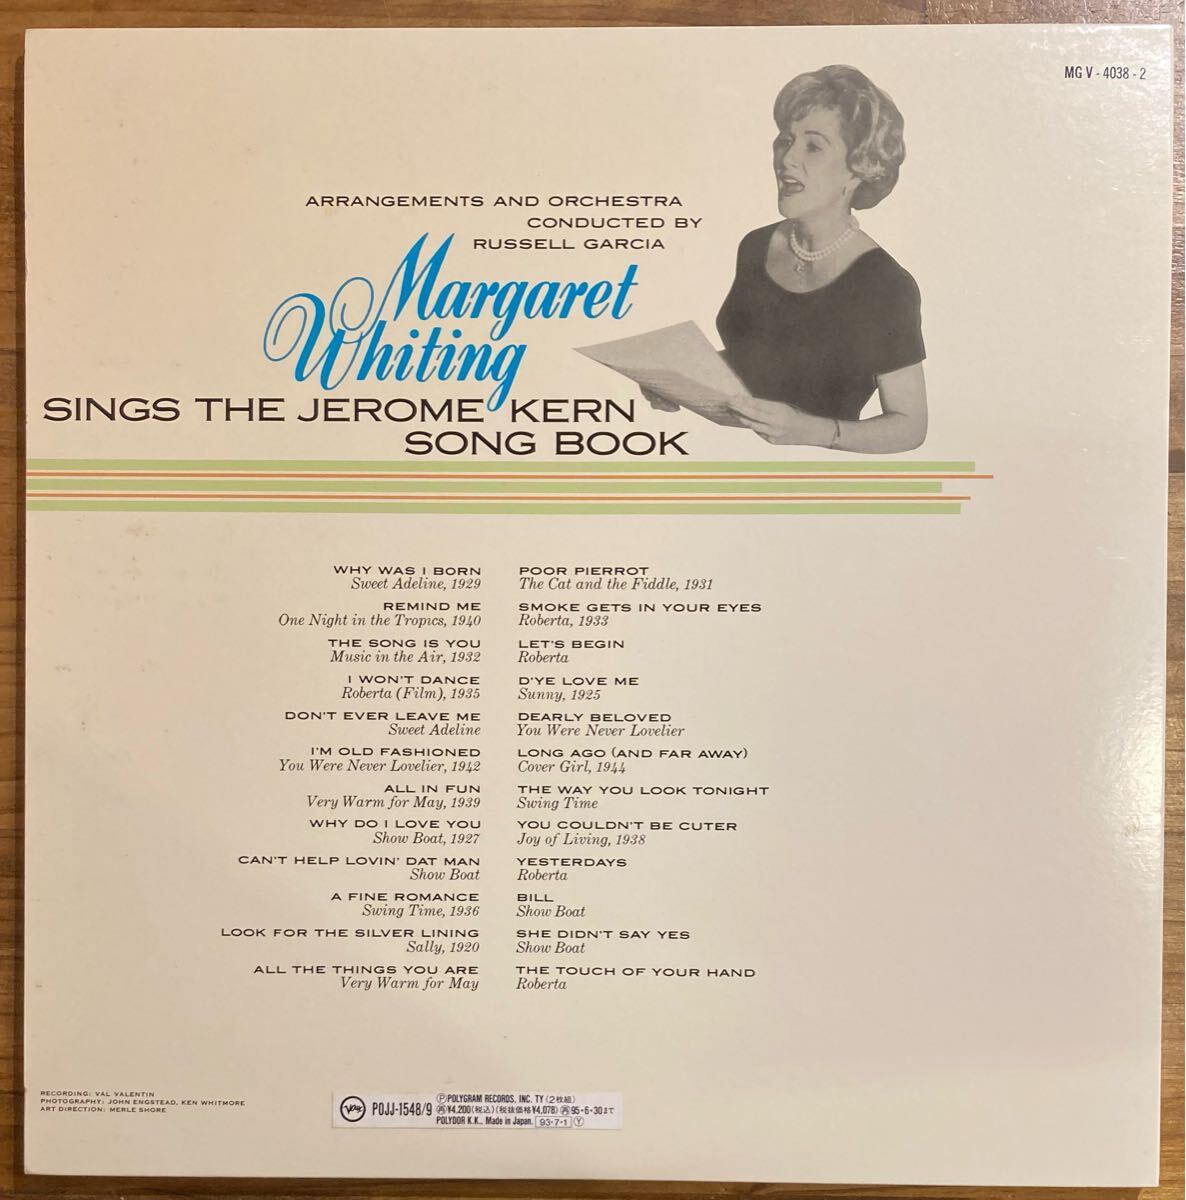 MG V - 4038 - 2
ARRANGEMENTS AND ORCHESTRA
CONDUCTED BY
RUSSELL GARCIA
Margaret
Whiting
SINGS THE JEROME KERN
SONG BOOK
WHY WAS I BORN
Sweet Adeline, 1929
REMIND ME
One Night in the Tropics, 1940
THE SONG IS YOU
Music in the Air, 1932
I WON'T DANCE
Roberta (Film), 1935
DON'T EVER LEAVE ME
Sweet Adeline
I'M OLD FASHIONED
You Were Never Lovelier, 1942
ALL IN FUN
Very Warm for May, 1939
WHY DO I LOVE YOU
Show Boat, 1927
CAN'T HELP LOVIN' DAT MAN
Show Boat
A FINE ROMANCE
Swing Time, 1936
LOOK FOR THE SILVER LINING
Sally, 1920
ALL THE THINGS YOU ARE
Very Warm for May
POOR PIERROT
The Cat and the Fiddle, 1931
SMOKE GETS IN YOUR EYES
Roberta, 1933
LET'S BEGIN
Roberta
D'YE LOVE ME
Sunny, 1925
DEARLY BELOVED
You Were Never Lovelier
LONG AGO (AND FAR AWAY)
Cover Girl, 1944
THE WAY YOU LOOK TONIGHT
Swing Time
YOU COULDN'T BE CUTER
Joy of Living, 1938
YESTERDAYS
Roberta
BILL
Show Boat
SHE DIDN'T SAY YES
Show Boat
THE TOUCH OF YOUR HAND
Roberta
RECORDING: VAL VALENTIN
PHOTOGRAPHY: JOHN ENGSTEAD, KEN WHITMORE
ART DIRECTION: MERLE SHORE
Verve
POJJ-1548/9
ⓅPOLYGRAM RECORDS, INC. TY (2枚組)
㊢¥4,200(税込)(税抜価格¥4,078) ㊢95·6·30まで
POLYDOR K.K., Made in Japan. 93-7-1 Ⓨ